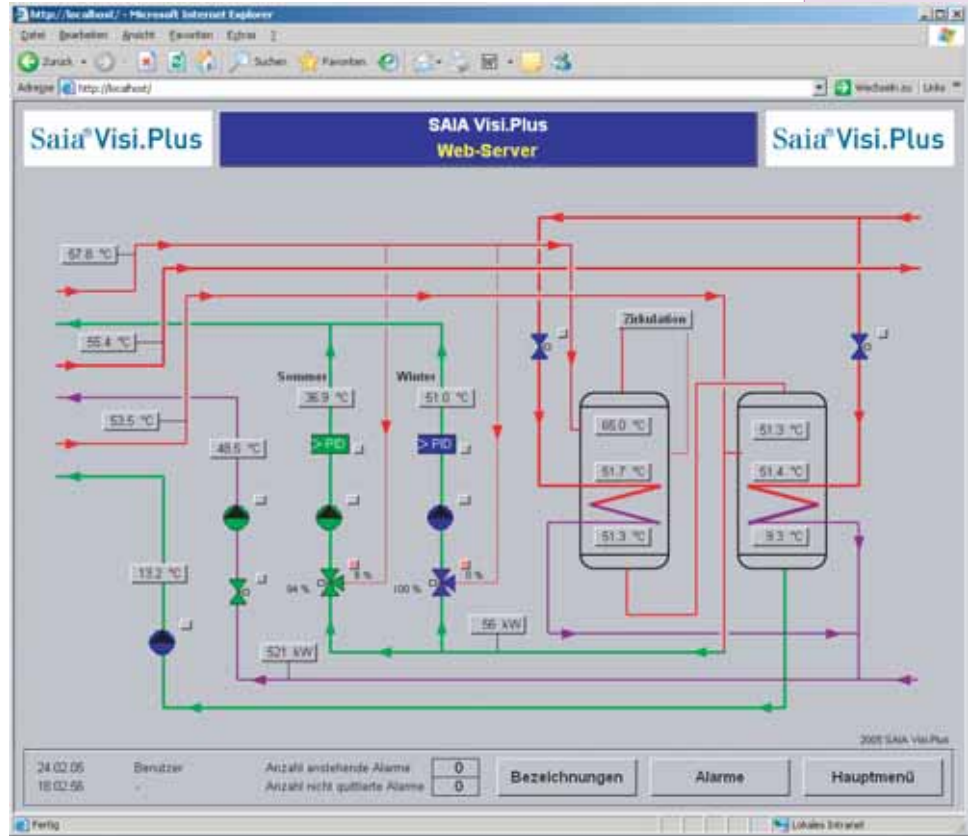 http://localhost/ - Microsoft Internet Explorer
Datei Bearbeiten Ansicht Favoriten Extras ?
Zurück Suchen Favoriten
Adresse http://localhost/ Wechseln zu Links »
Saia® Visi.Plus
SAIA Visi.Plus
Web-Server
Saia® Visi.Plus
57.8 °C
Zirkulation
55.4 °C
Sommer Winter
36.9 °C 51.0 °C
53.5 °C
65.0 °C 51.3 °C
48.5 °C
> PID > PID
51.7 °C 51.4 °C
51.3 °C 9.3 °C
13.2 °C
94 % 100 %
56 kW
521 kW
2005 SAIA Visi.Plus
24.02.05 Benutzer Anzahl anstehende Alarme 0
18:02:56 - Anzahl nicht quittierte Alarme 0
Bezeichnungen Alarme Hauptmenü
Fertig Lokales Intranet